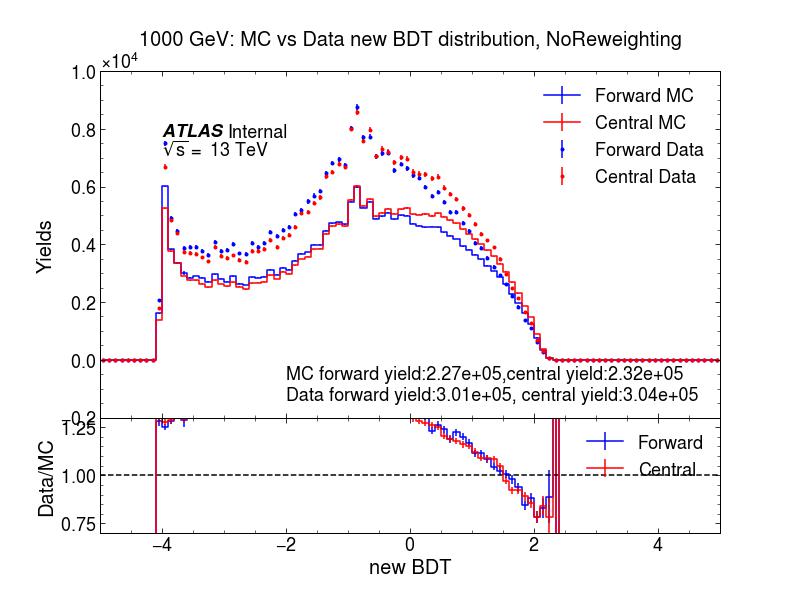 1000 GeV: MC vs Data new BDT distribution, NoReweighting
×10⁴
1.0
0.8
0.6
0.4
0.2
0.0
0.2
Yields
ATLAS Internal
√s = 13 TeV
Forward MC
Central MC
Forward Data
Central Data
MC forward yield:2.27e+05,central yield:2.32e+05
Data forward yield:3.01e+05, central yield:3.04e+05
1.25
1.00
0.75
Data/MC
Forward
Central
−4 −2 0 2 4
new BDT